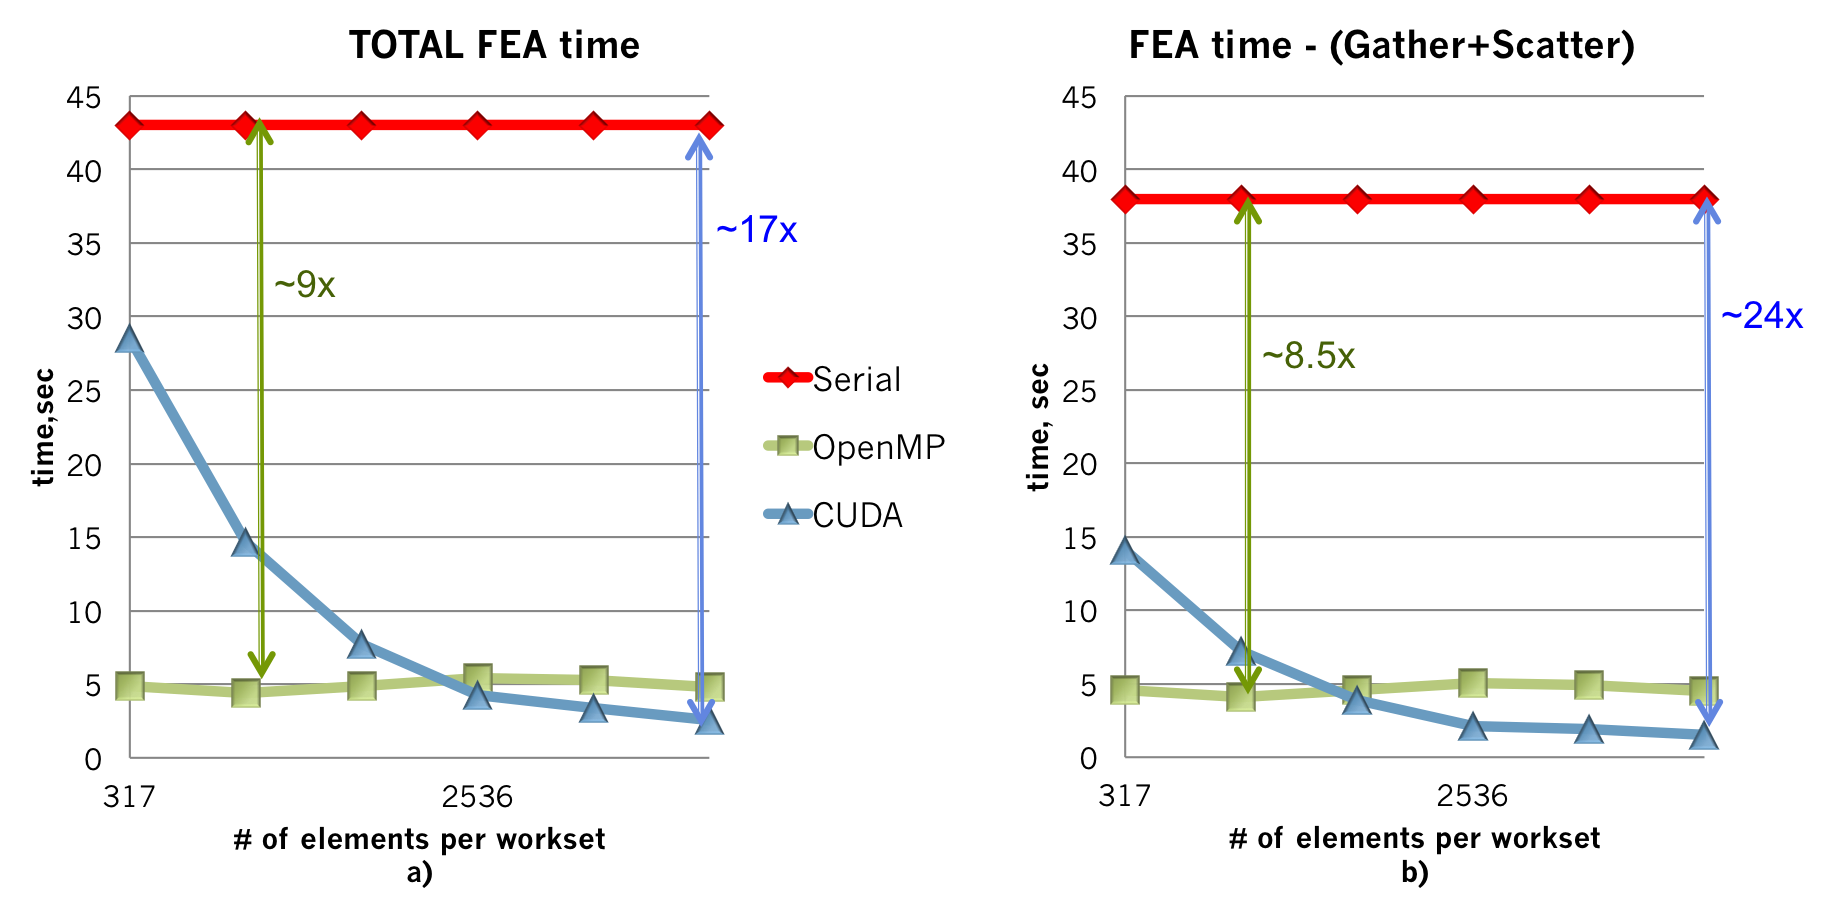 TOTAL FEA time
45
40
35
30
25
20
15
10
5
0
time,sec
~9x
~17x
317
2536
# of elements per workset
a)
Serial
OpenMP
CUDA
FEA time - (Gather+Scatter)
45
40
35
30
25
20
15
10
5
0
time, sec
~8.5x
~24x
317
2536
# of elements per workset
b)